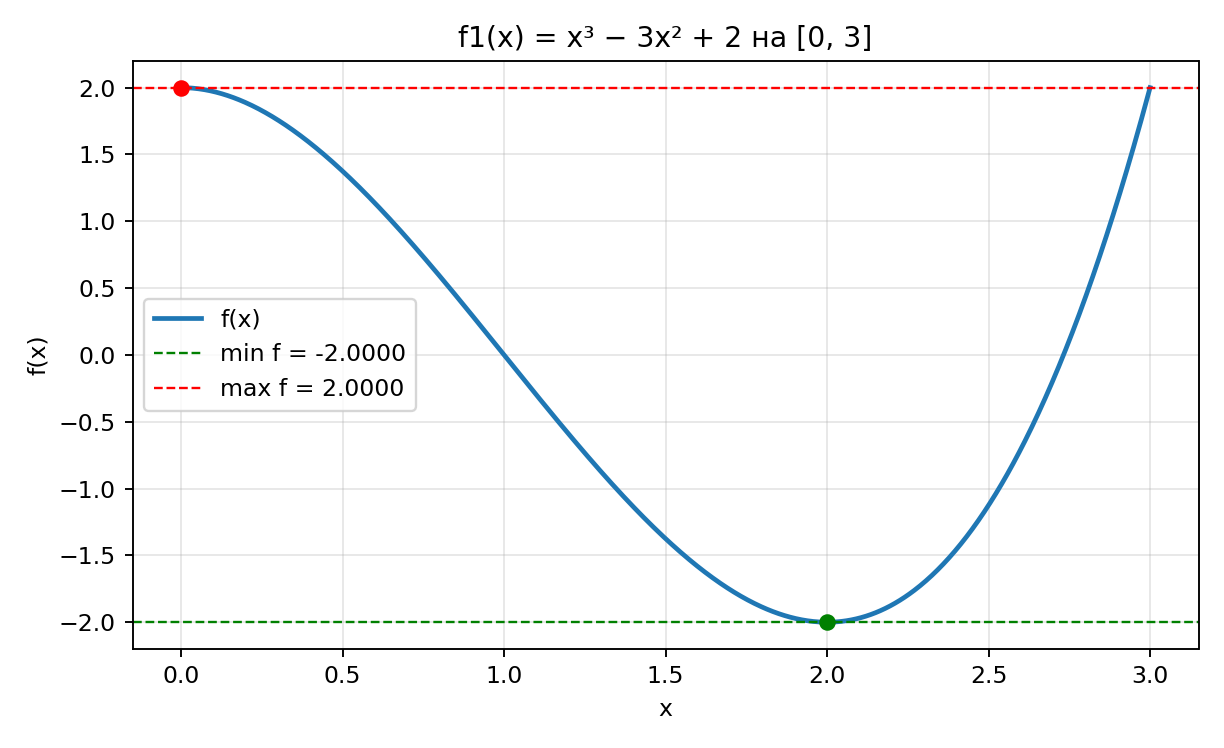 f1(x) = x³ − 3x² + 2 на [0, 3]
f(x)
2.0
1.5
1.0
0.5
0.0
−0.5
−1.0
−1.5
−2.0
f(x)
min f = -2.0000
max f = 2.0000
0.0 0.5 1.0 1.5 2.0 2.5 3.0
x